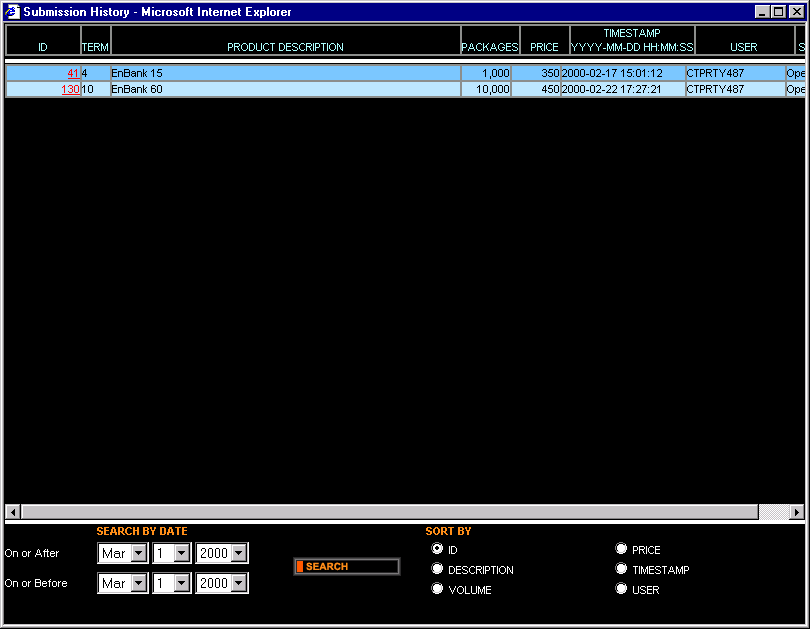 Submission History - Microsoft Internet Explorer
ID TERM PRODUCT DESCRIPTION PACKAGES PRICE TIMESTAMP YYYY-MM-DD HH:MM:SS USER S
41 4 EnBank 15 1,000 350 2000-02-17 15:01:12 CTPRTY487 Ope
130 10 EnBank 60 10,000 450 2000-02-22 17:27:21 CTPRTY487 Ope
SEARCH BY DATE SORT BY
On or After Mar 1 2000 SEARCH ID PRICE
DESCRIPTION TIMESTAMP
On or Before Mar 1 2000 VOLUME USER